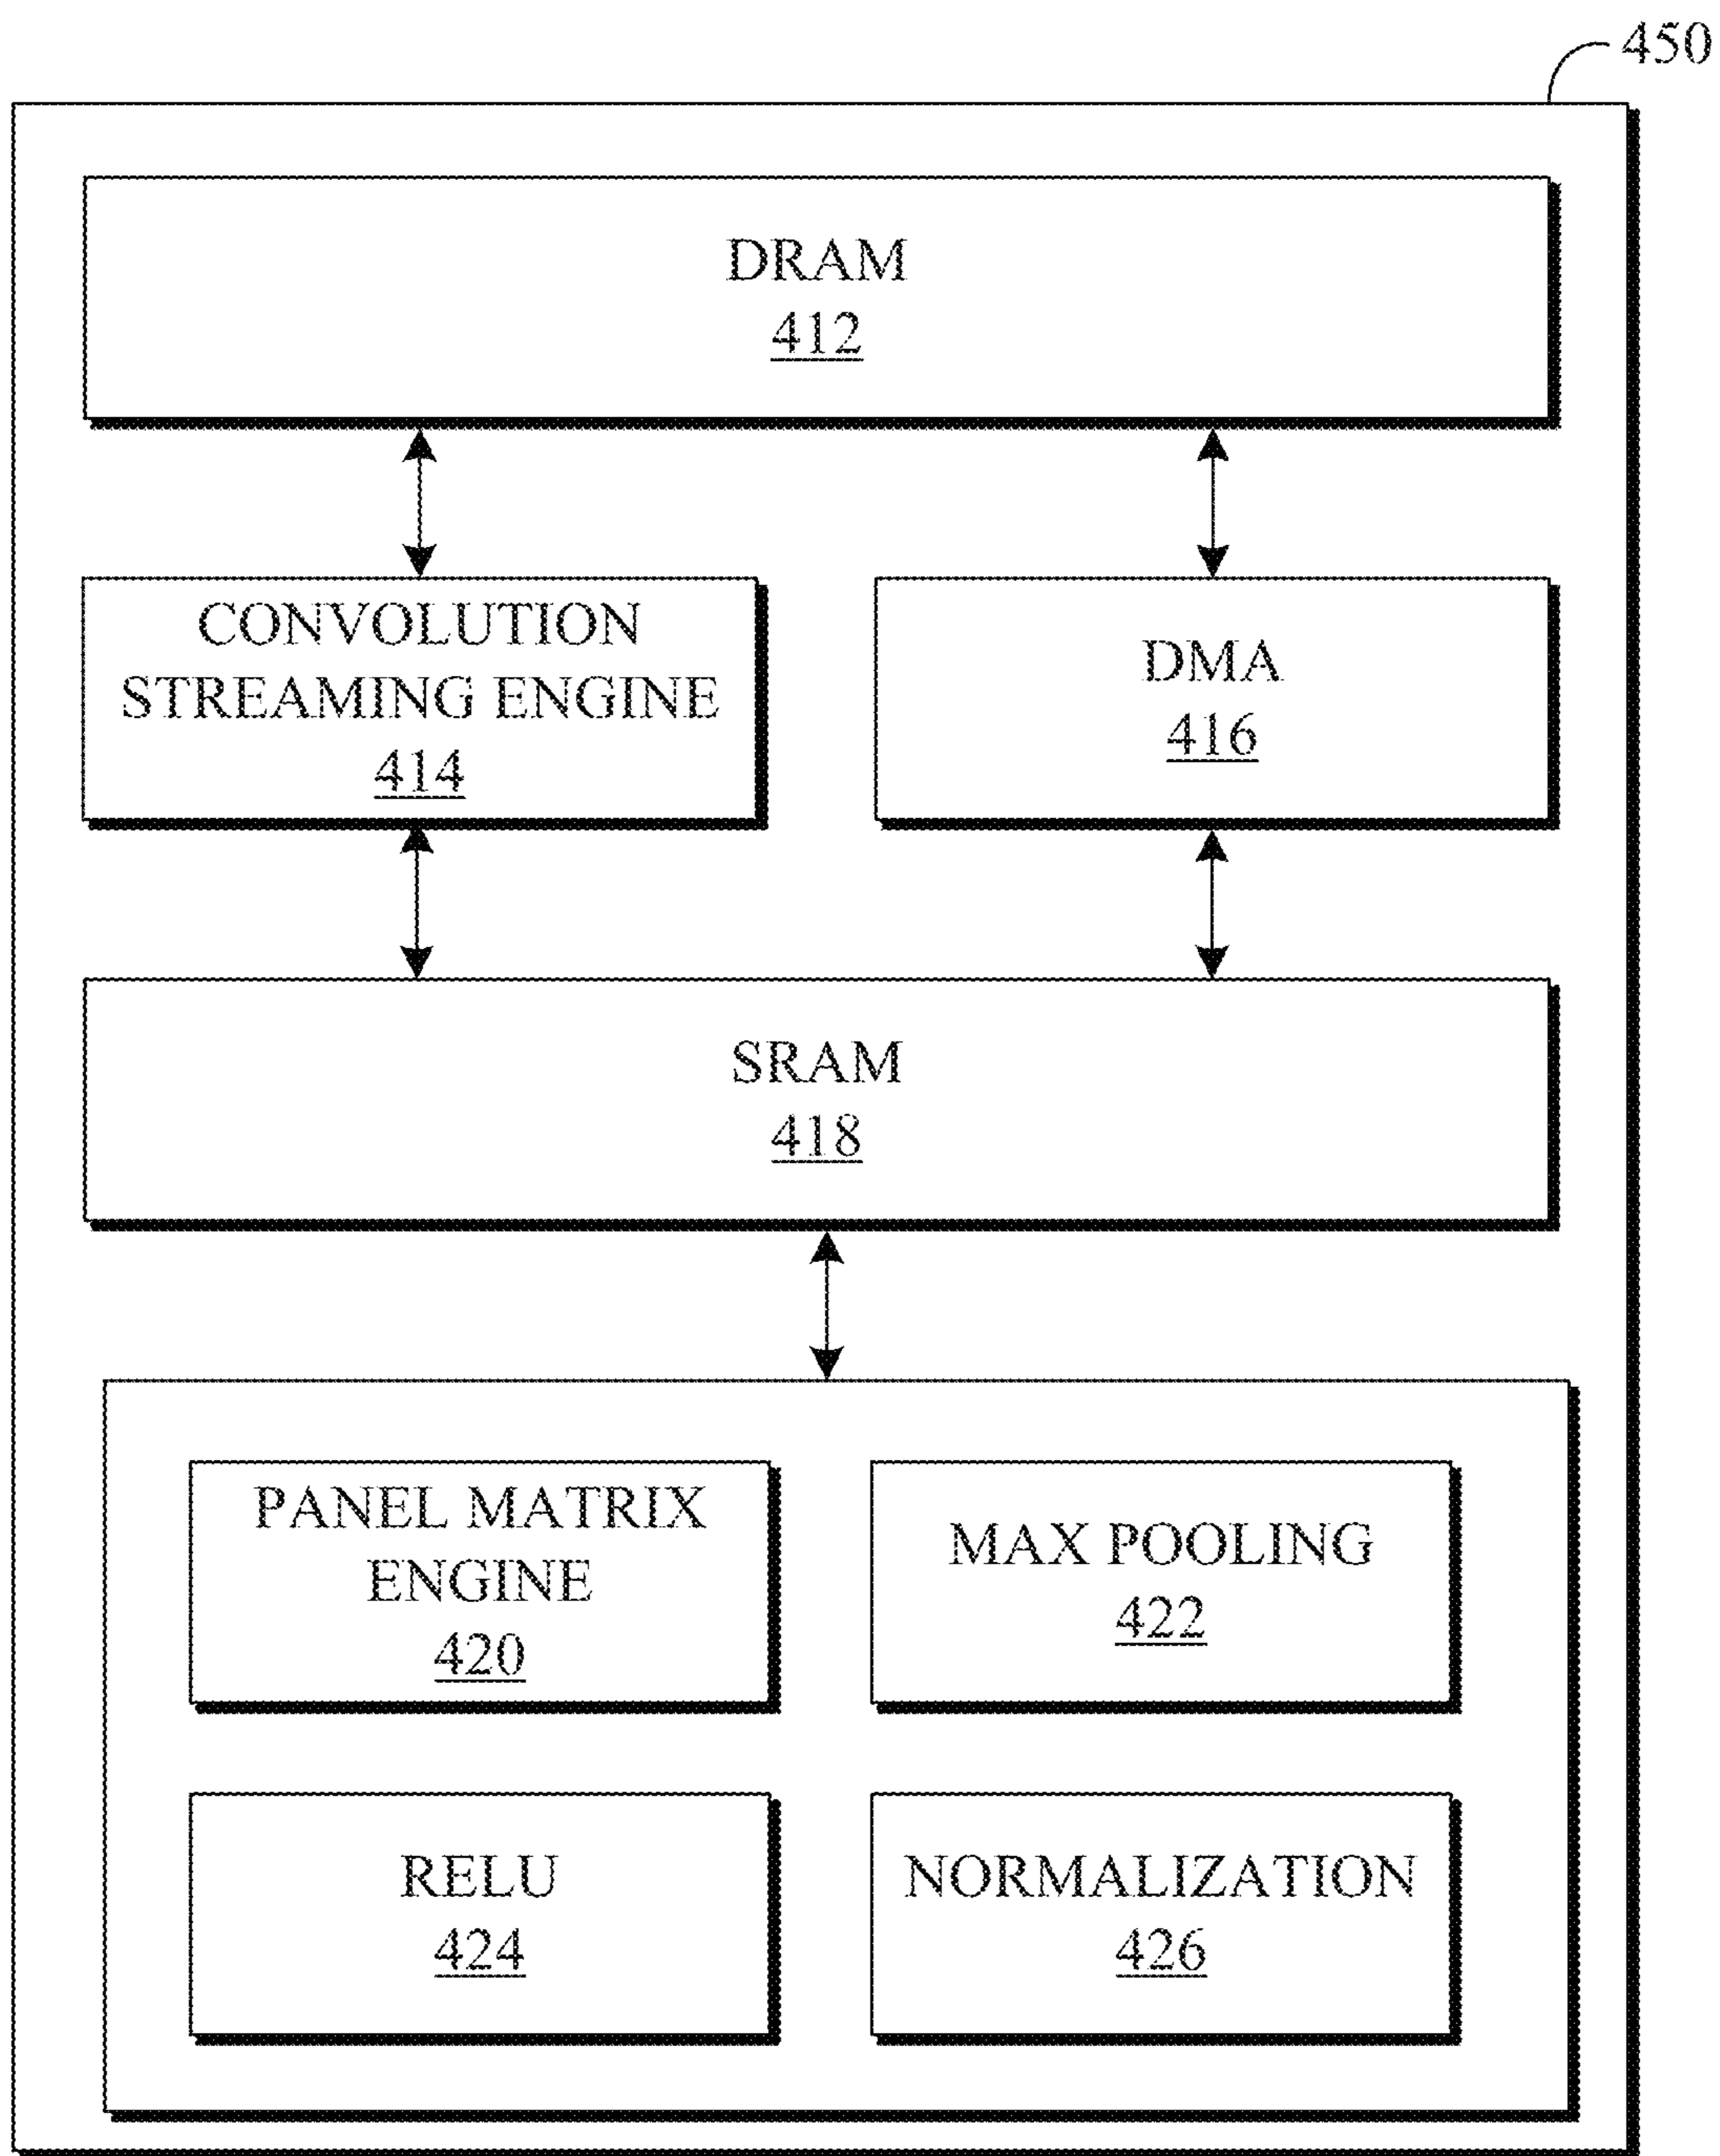 450
DRAM
412
CONVOLUTION
STREAMING ENGINE
414
DMA
416
SRAM
418
PANEL MATRIX
ENGINE
420
MAX POOLING
422
RELU
424
NORMALIZATION
426